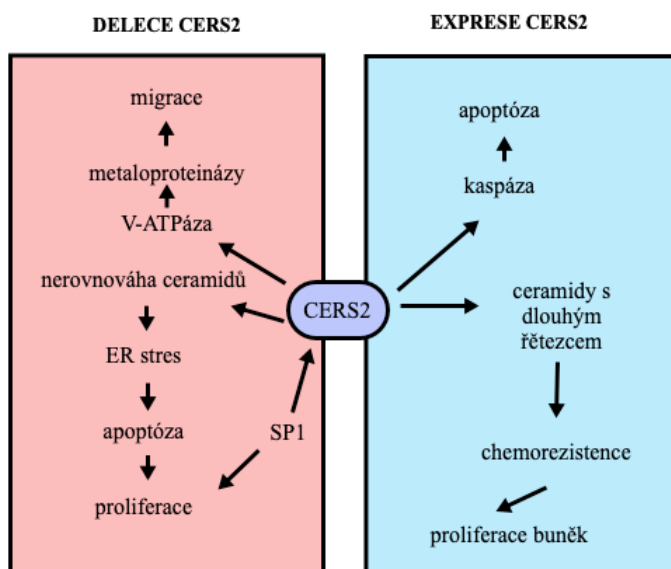 DELECE CERS2
migrace
metaloproteinázy
V-ATPáza
nerovnováha ceramidů
ER stres
apoptóza
SP1
proliferace
CERS2
EXPRESE CERS2
apoptóza
kaspáza
ceramidy s
dlouhým
řětezcem
chemorezistence
proliferace buněk